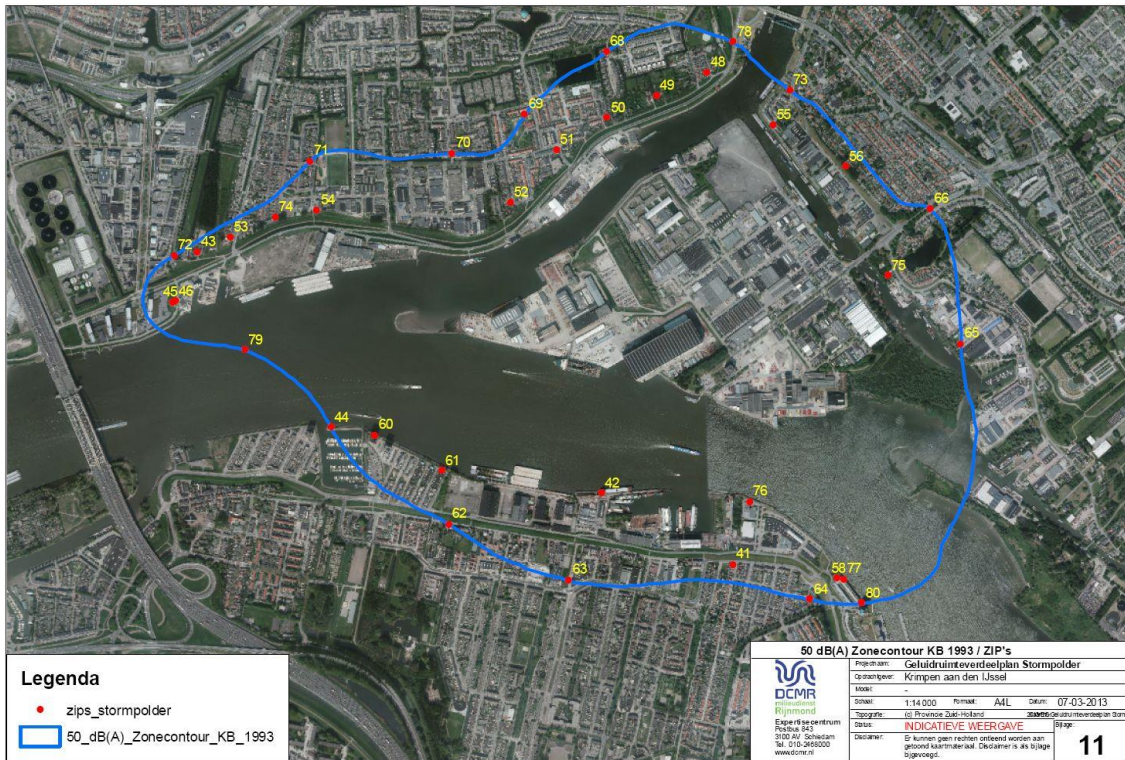 78
68
48
73
49
69
50
55
70
51
71
56
52
66
74
54
53
72
43
75
45
46
79
65
44
60
61
42
76
62
41
63
58
77
64
80
Legenda
zips_stormpolder
50_dB(A)_Zonecontour_KB_1993
50 dB(A) Zonecontour KB 1993 / ZIP's
DCMR
milieudienst
Rijnmond
Expertisecentrum
Postbus 843
3100 AV Schiedam
Tel. 010-2468000
www.dcmr.nl
Projectnaam: Geluidruimteverdeelplan Stormpolder
Opdrachtgever: Krimpen aan den IJssel
Model: -
Schaal: 1:14 000 Formaat: A4L Datum: 07-03-2013
Topografie: (c) Provincie Zuid-Holland Geluidruimteverdeelplan Storm
Status: INDICATIEVE WEERGAVE Bijlage:
Disclaimer: Er kunnen geen rechten ontleend worden aan
getoond kaartmateriaal. Disclaimer is als bijlage
bijgevoegd.
11